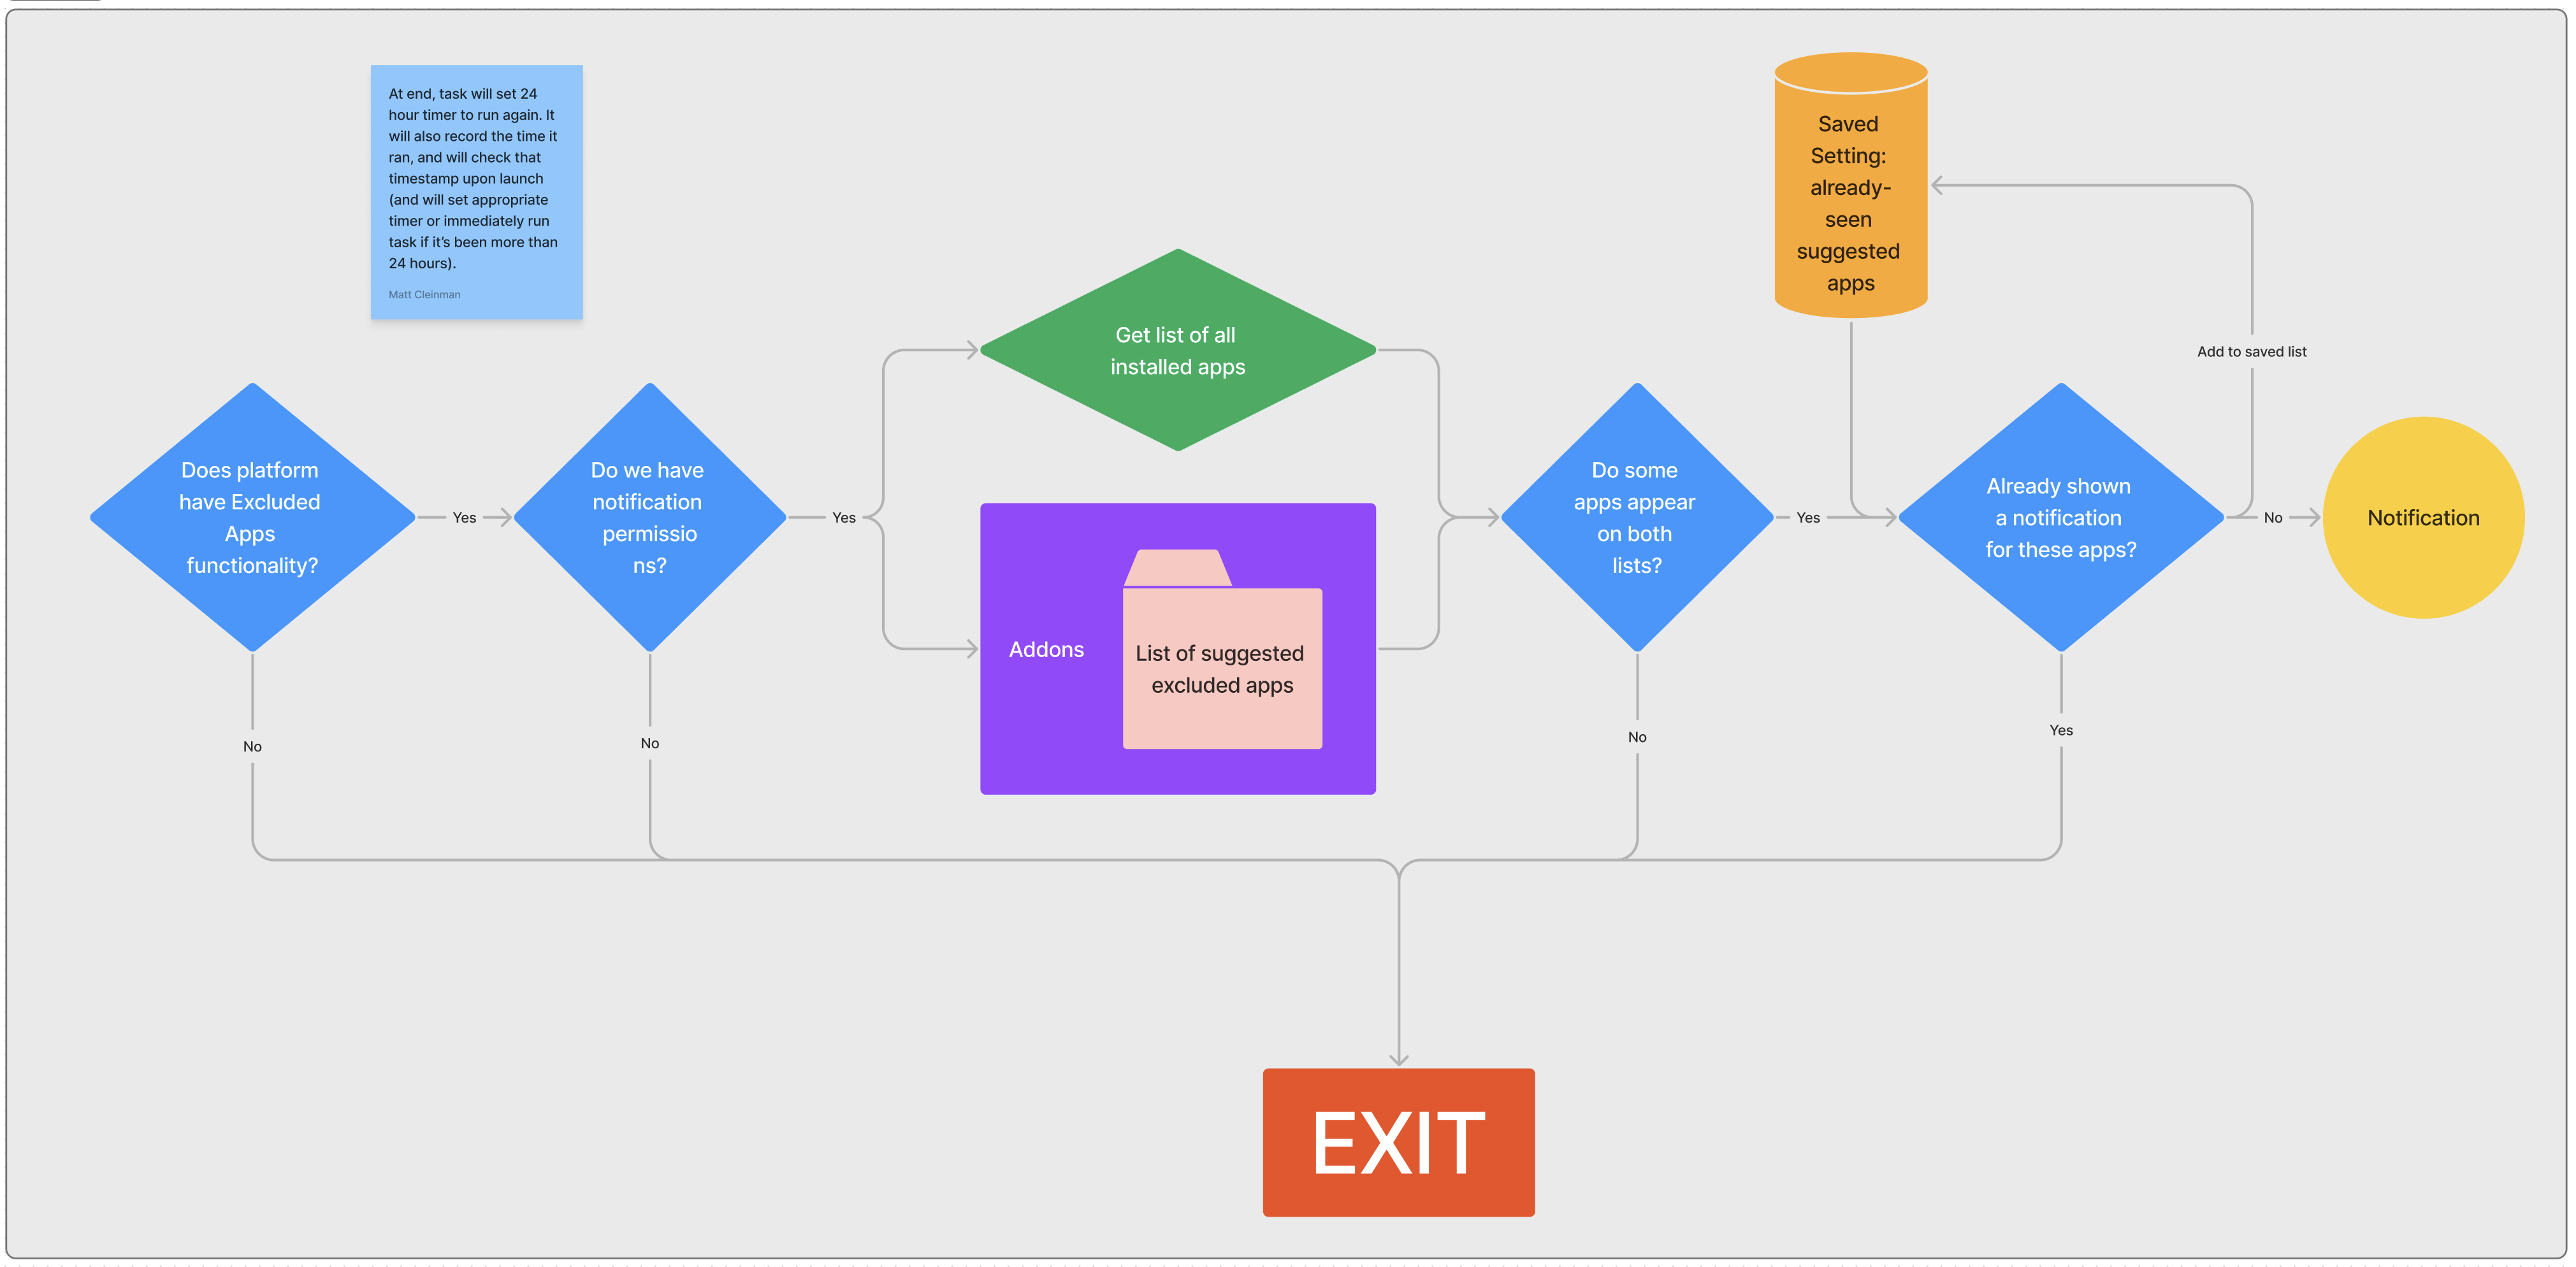 At end, task will set 24
hour timer to run again. It
will also record the time it
ran, and will check that
timestamp upon launch
(and will set appropriate
timer or immediately run
task if it’s been more than
24 hours).
Matt Cleinman
Saved
Setting:
already-
seen
suggested
apps
Get list of all
installed apps
Add to saved list
Does platform
have Excluded
Apps
functionality?
Yes
Do we have
notification
permissio
ns?
Yes
Addons
List of suggested
excluded apps
Do some
apps appear
on both
lists?
Yes
Already shown
a notification
for these apps?
No
Notification
No
No
No
Yes
EXIT